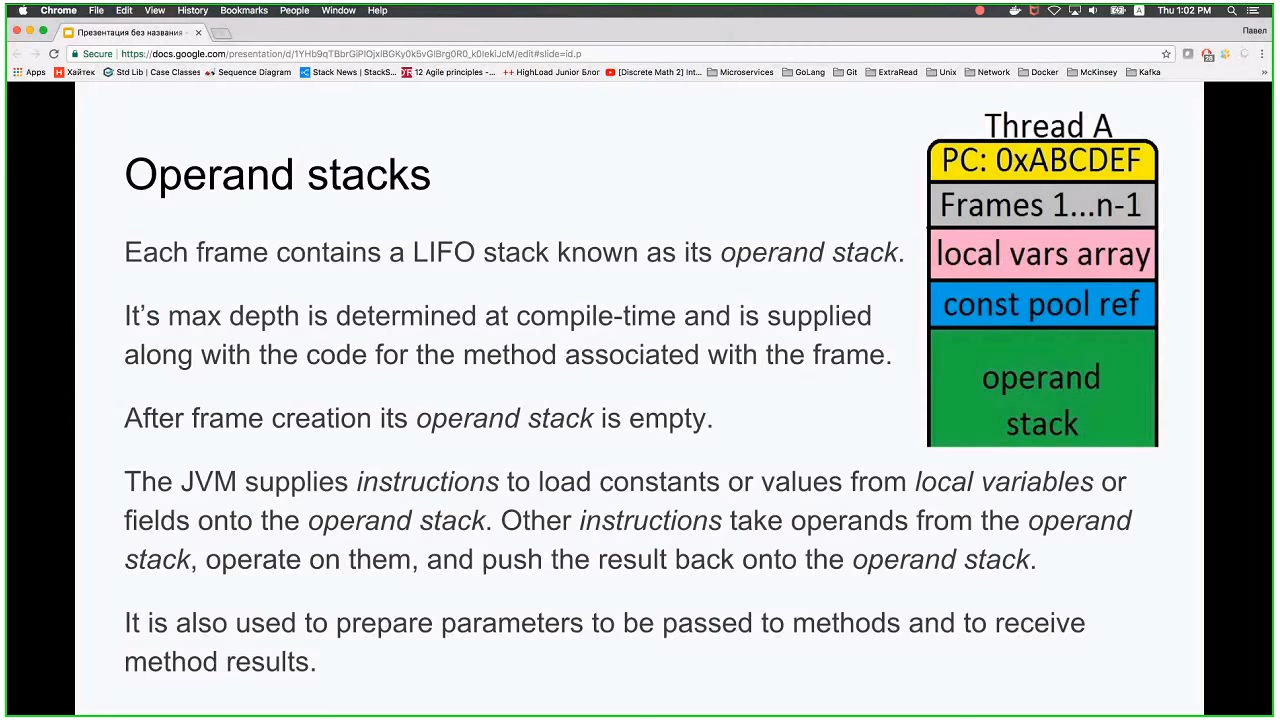 Chrome File Edit View History Bookmarks People Window Help Thu 1:02 PM
Презентация без названия - Павел
Secure https://docs.google.com/presentation/d/
Apps Хайтек Std Lib | Case Classes Sequence Diagram Stack News | StackS... 12 Agile principles -... HighLoad Junior Блог [Discrete Math 2] Int... Microservices GoLang Git ExtraRead Unix Network Docker McKinsey Kafka »
Thread A
PC: 0xABCDEF
Frames 1...n-1
local vars array
const pool ref
operand
stack
Operand stacks
Each frame contains a LIFO stack known as its operand stack.
It’s max depth is determined at compile-time and is supplied
along with the code for the method associated with the frame.
After frame creation its operand stack is empty.
The JVM supplies instructions to load constants or values from local variables or
fields onto the operand stack. Other instructions take operands from the operand
stack, operate on them, and push the result back onto the operand stack.
It is also used to prepare parameters to be passed to methods and to receive
method results.